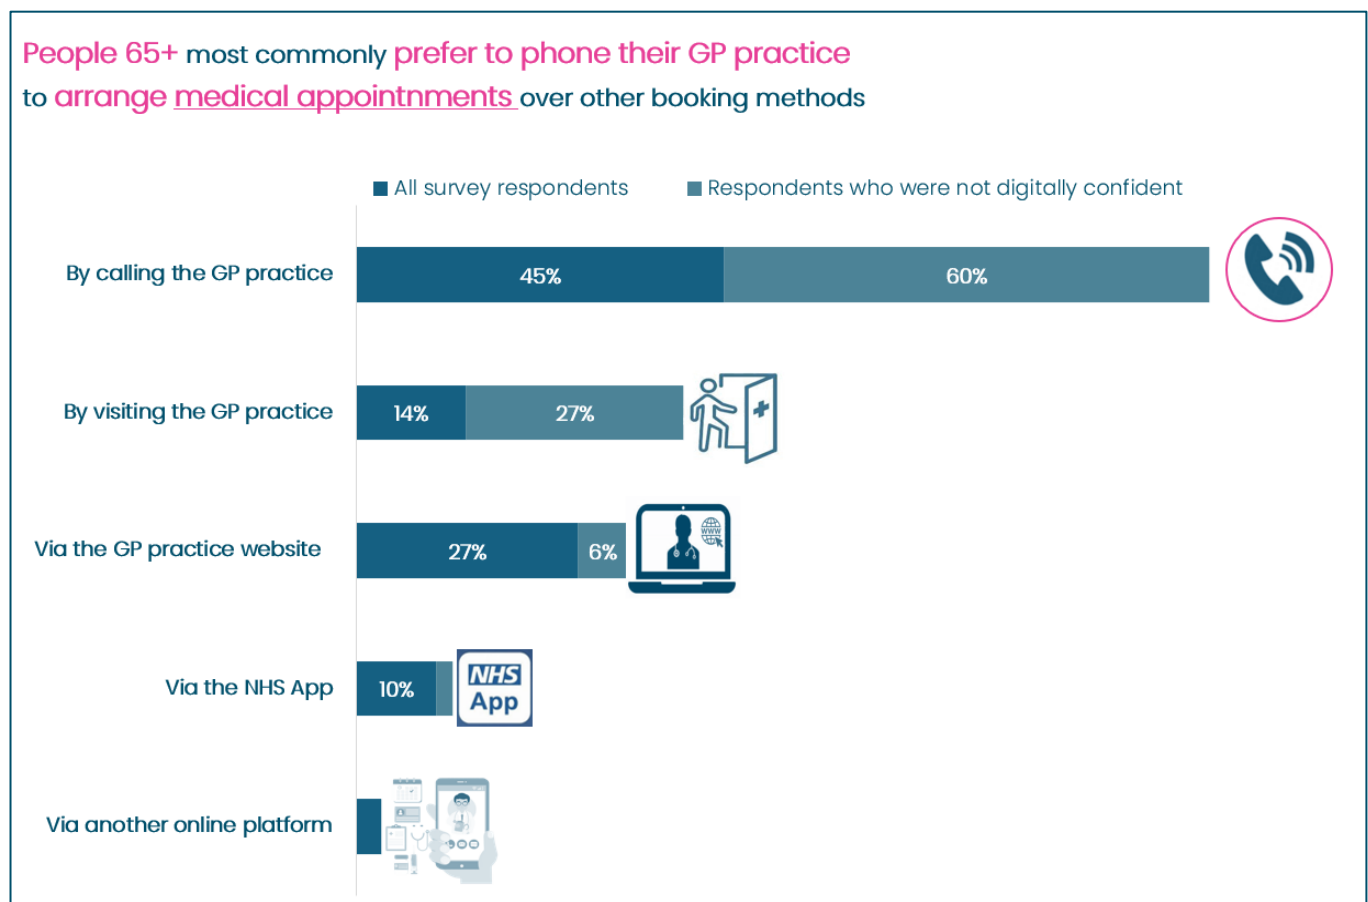 People 65+ most commonly prefer to phone their GP practice
to arrange medical appointnments over other booking methods
All survey respondents
Respondents who were not digitally confident
By calling the GP practice
45%
60%
By visiting the GP practice
14%
27%
Via the GP practice website
27%
6%
www
Via the NHS App
10%
NHS
App
Via another online platform